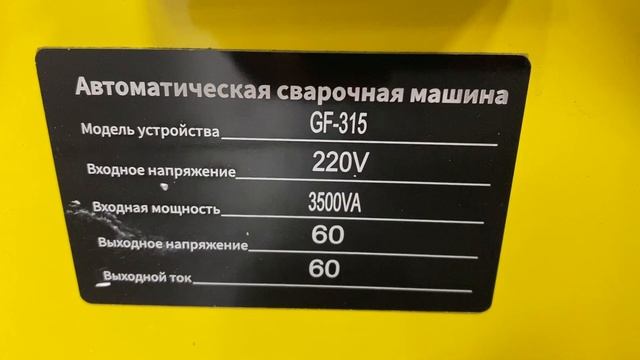 Автоматическая сварочная машина
Модель устройства GF-315
Входное напряжение 220V
Входная мощность 3500VA
Выходное напряжение 60
Выходной ток 60